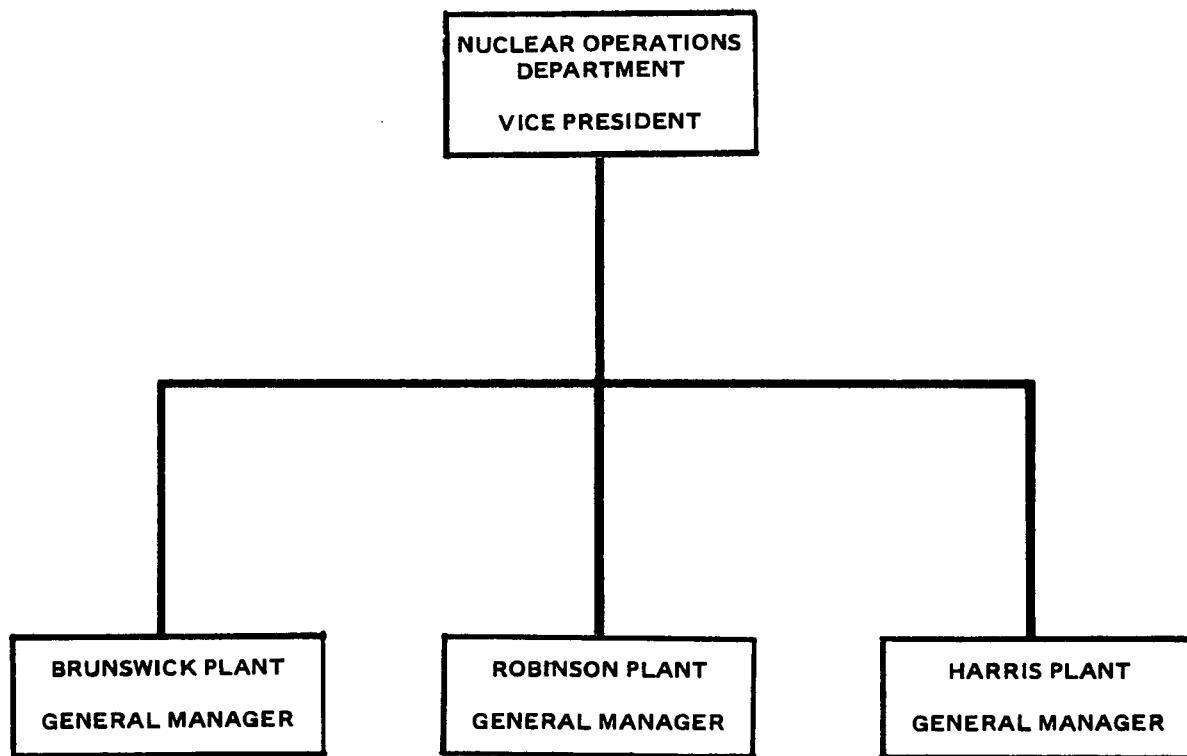 NUCLEAR OPERATIONS
DEPARTMENT
VICE PRESIDENT
BRUNSWICK PLANT
GENERAL MANAGER
ROBINSON PLANT
GENERAL MANAGER
HARRIS PLANT
GENERAL MANAGER